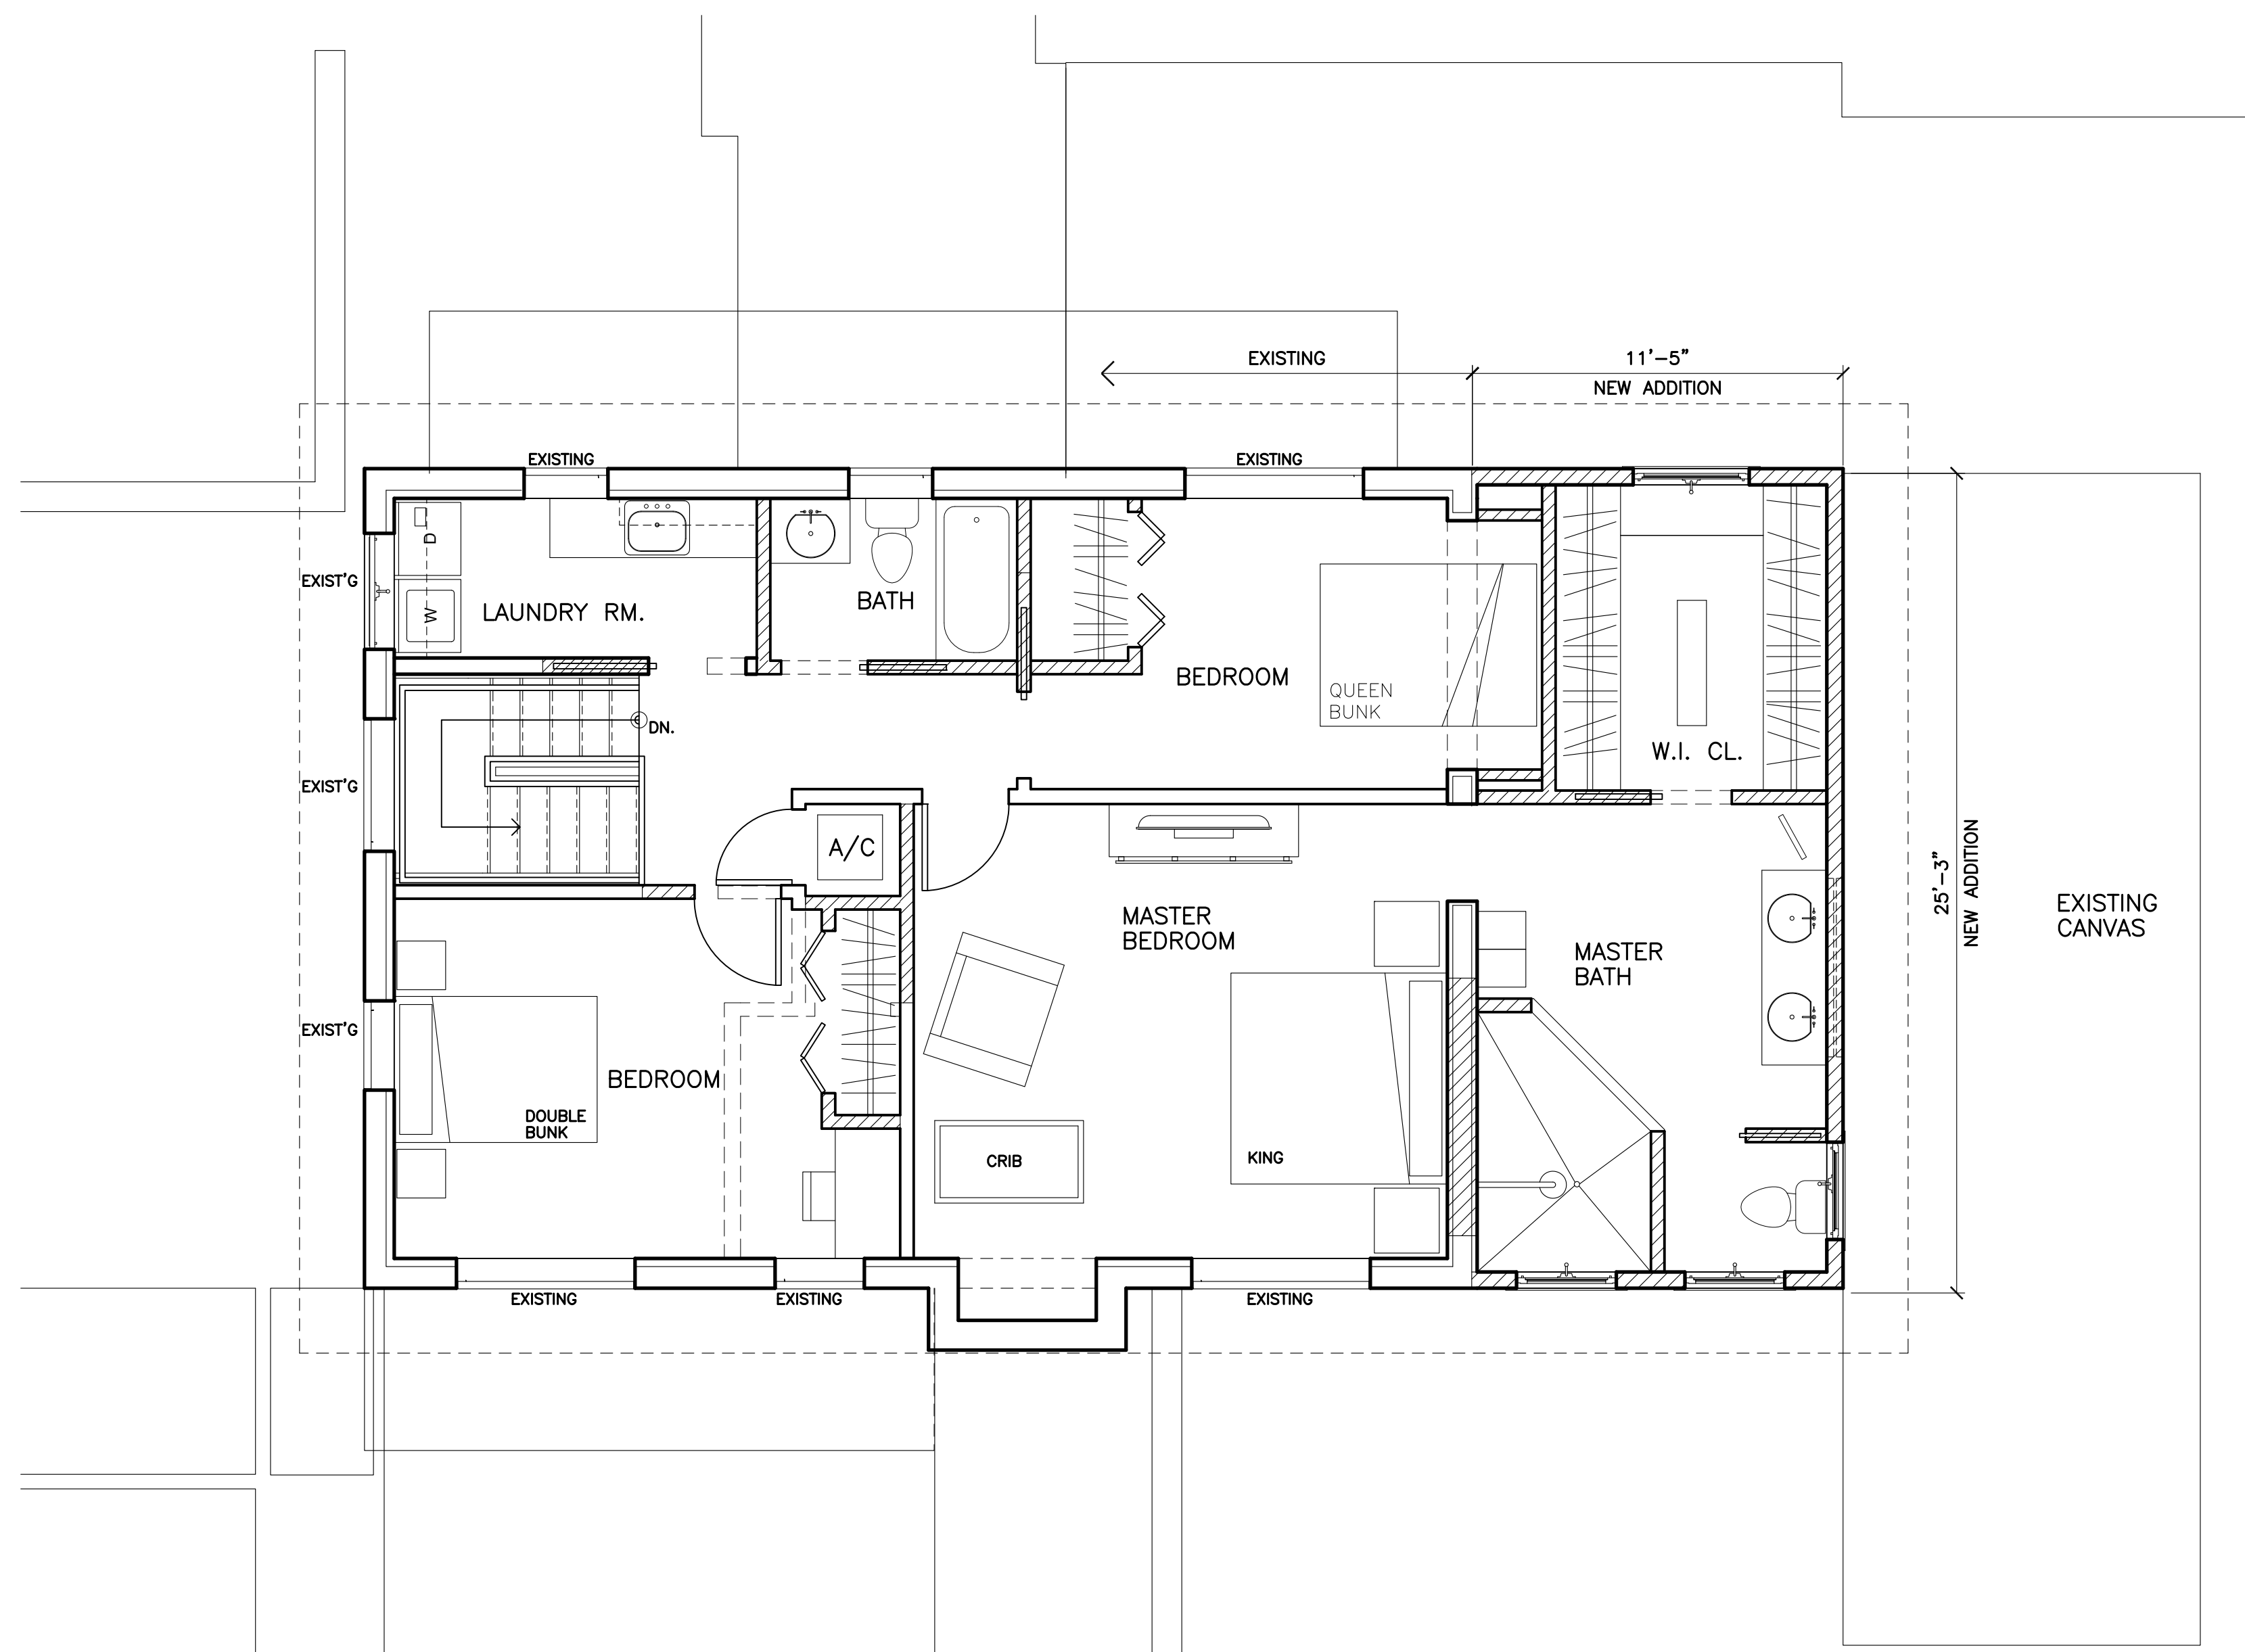 EXISTING
11'-5"
NEW ADDITION
EXISTING
EXISTING
D
EXIST'G
W
LAUNDRY RM.
BATH
BEDROOM
QUEEN
BUNK
DN.
W.I. CL.
EXIST'G
A/C
25'-3"
NEW ADDITION
EXISTING
CANVAS
MASTER
BEDROOM
MASTER
BATH
EXIST'G
BEDROOM
DOUBLE
BUNK
CRIB
KING
EXISTING
EXISTING
EXISTING